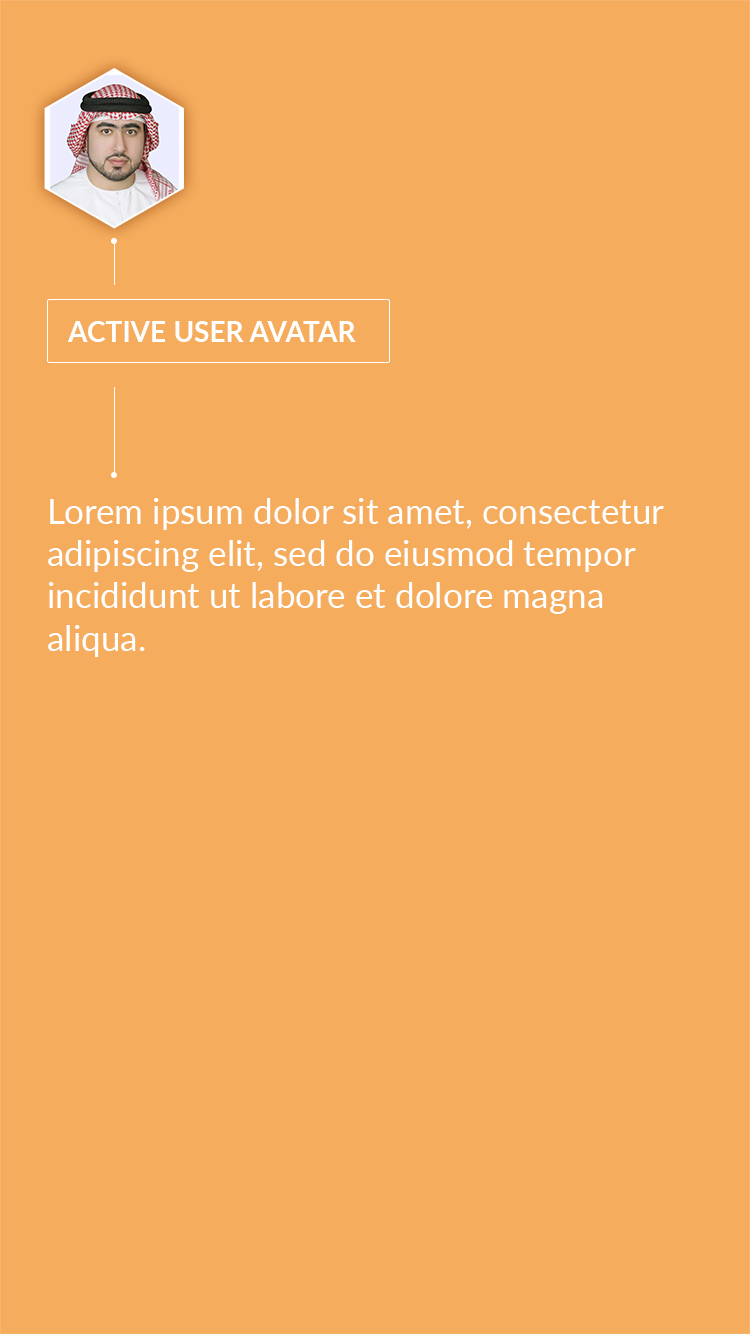 ACTIVE USER AVATAR
Lorem ipsum dolor sit amet, consectetur
adipiscing elit, sed do eiusmod tempor
incididunt ut labore et dolore magna
aliqua.